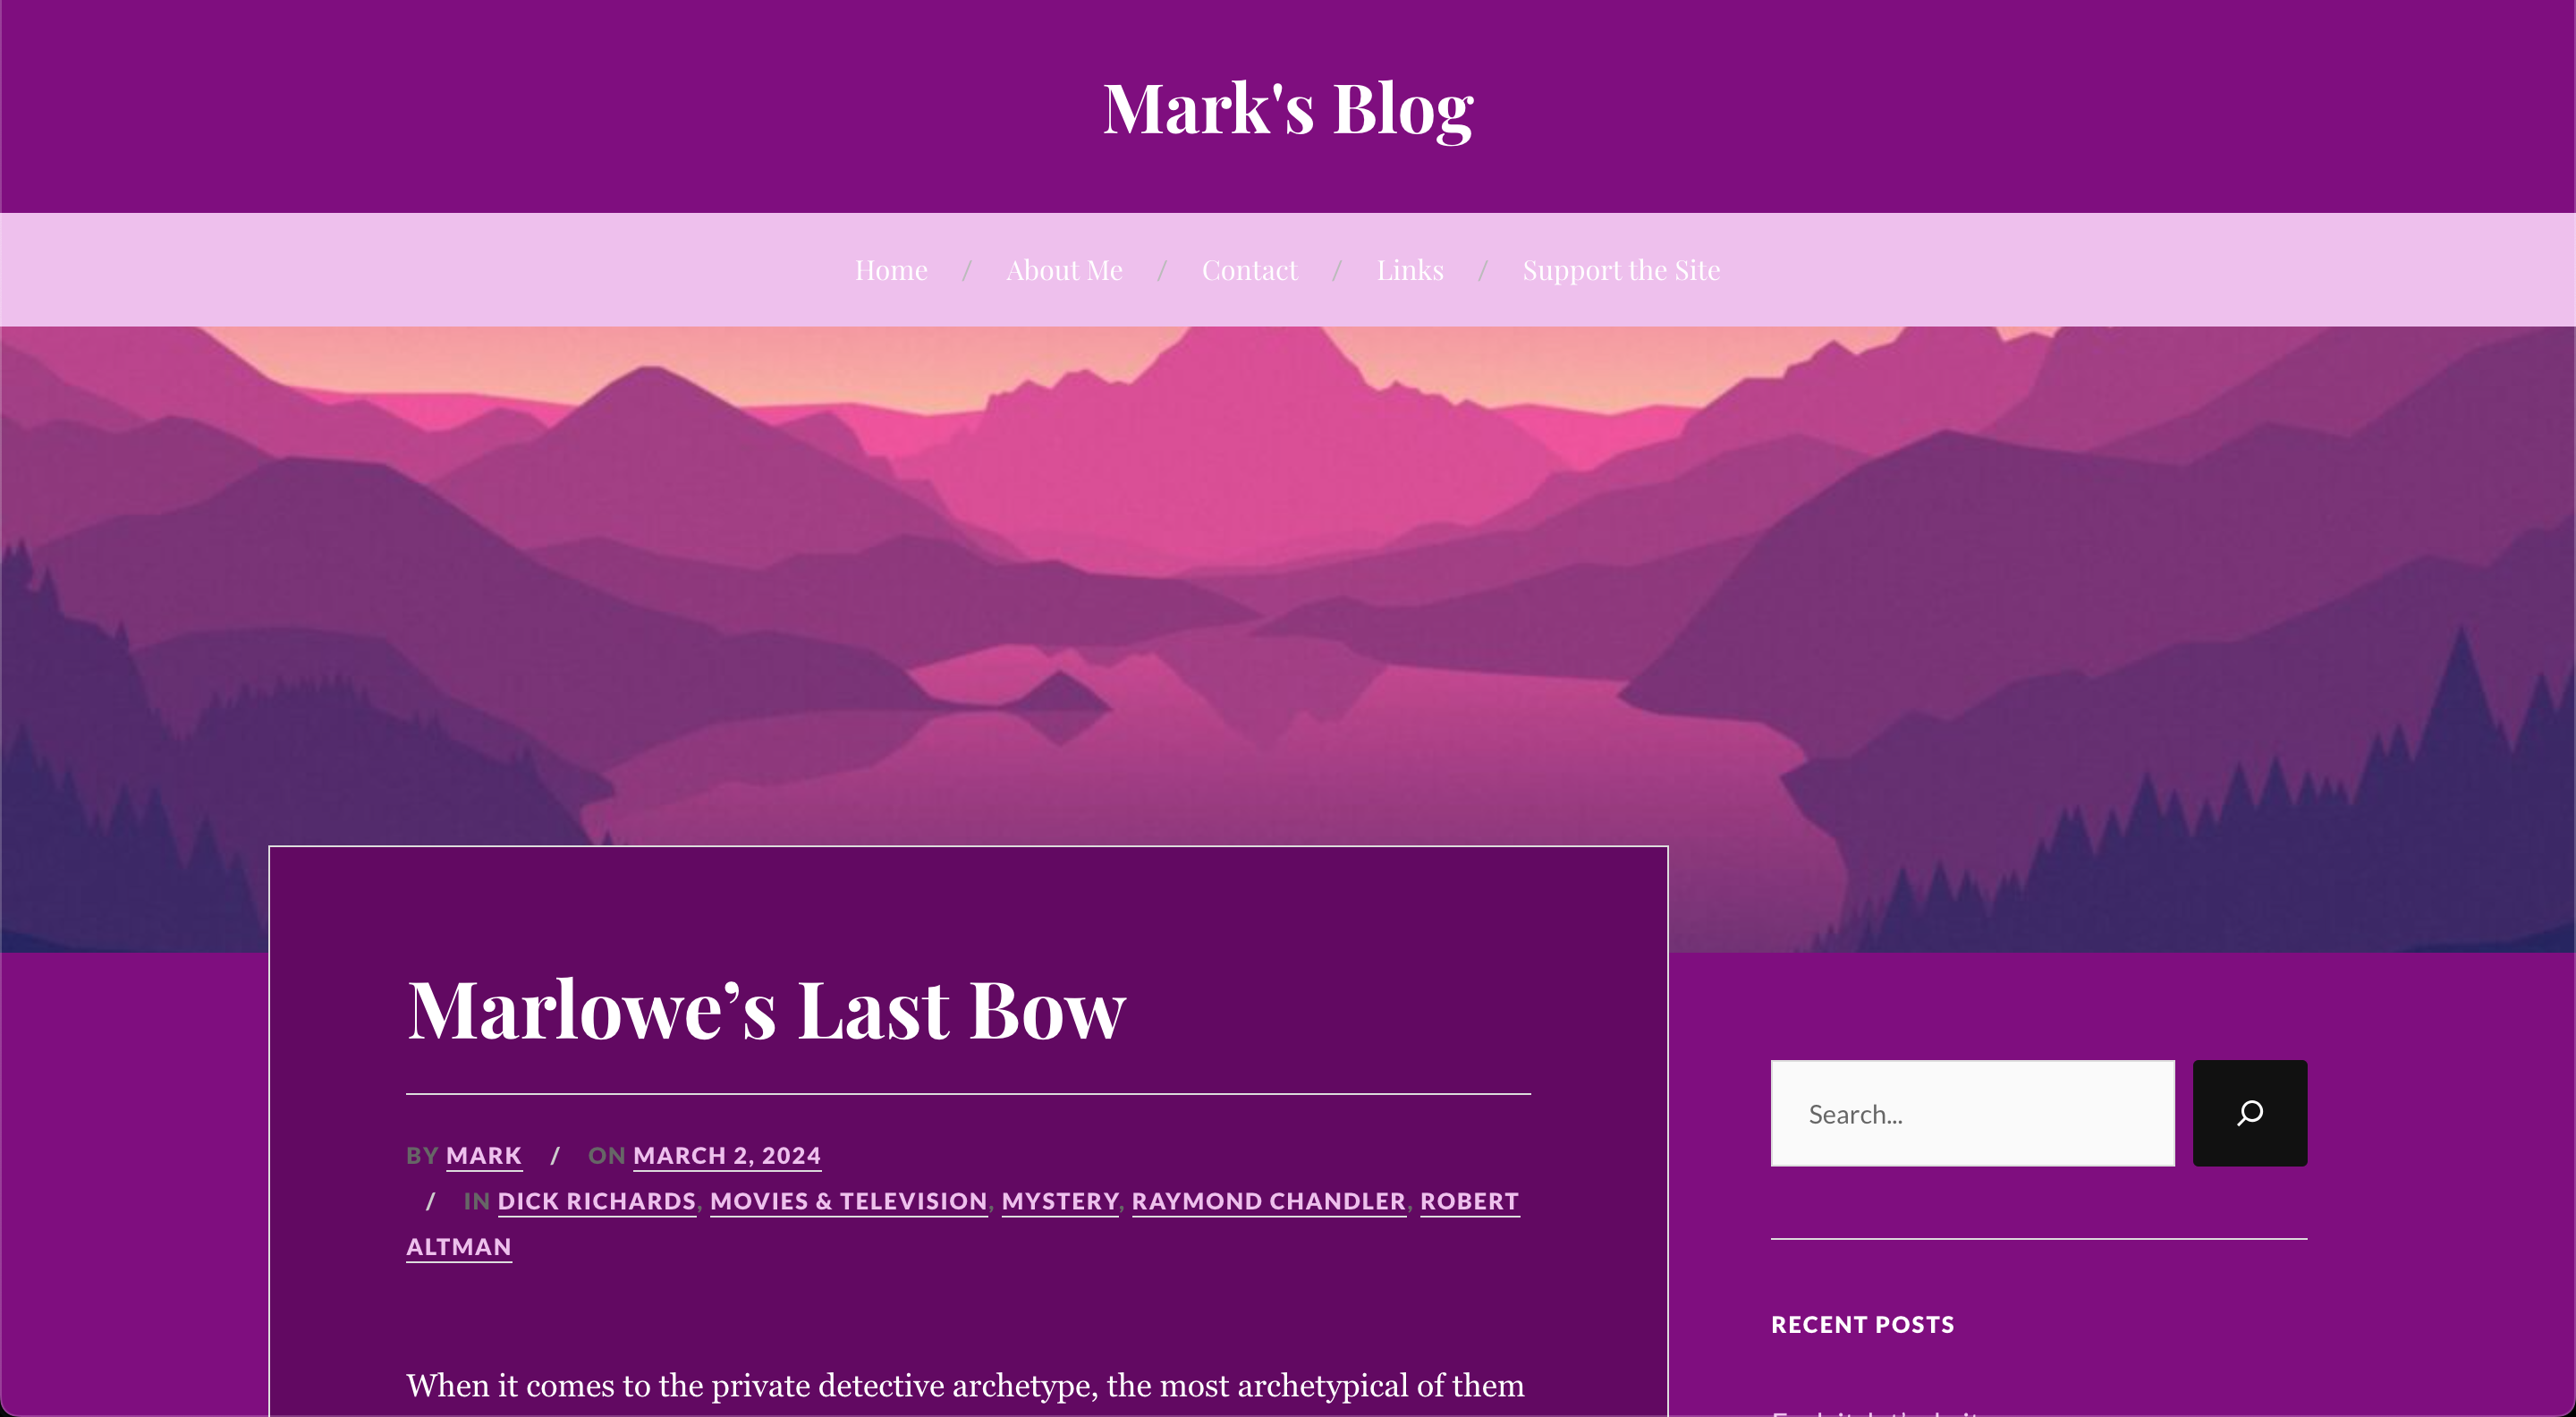 Mark's Blog
Home / About Me / Contact / Links / Support the Site
Marlowe’s Last Bow
BY MARK / ON MARCH 2, 2024
/ IN DICK RICHARDS, MOVIES & TELEVISION, MYSTERY, RAYMOND CHANDLER, ROBERT
ALTMAN
When it comes to the private detective archetype, the most archetypical of them
Search...
RECENT POSTS